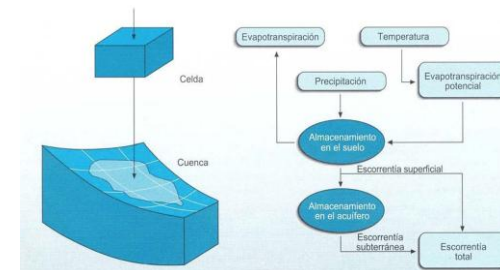 Celda
Cuenca
Evapotranspiración
Temperatura
Precipitación
Evapotranspiración
potencial
Almacenamiento
en el suelo
Escorrentía superficial
Almacenamiento
en el acuífero
Escorrentía
subterránea
Escorrentía
total